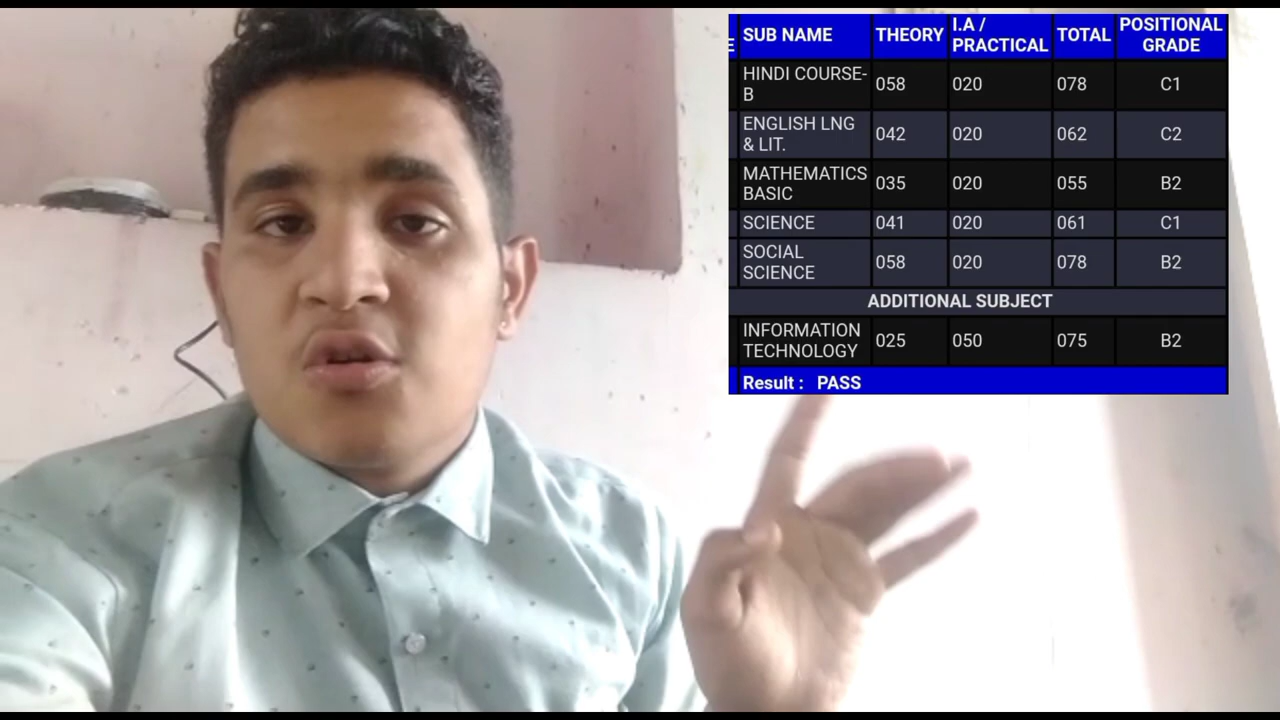 E SUB NAME THEORY I.A / PRACTICAL TOTAL POSITIONAL GRADE
HINDI COURSE-B 058 020 078 C1
ENGLISH LNG & LIT. 042 020 062 C2
MATHEMATICS BASIC 035 020 055 B2
SCIENCE 041 020 061 C1
SOCIAL SCIENCE 058 020 078 B2
ADDITIONAL SUBJECT
INFORMATION TECHNOLOGY 025 050 075 B2
Result : PASS